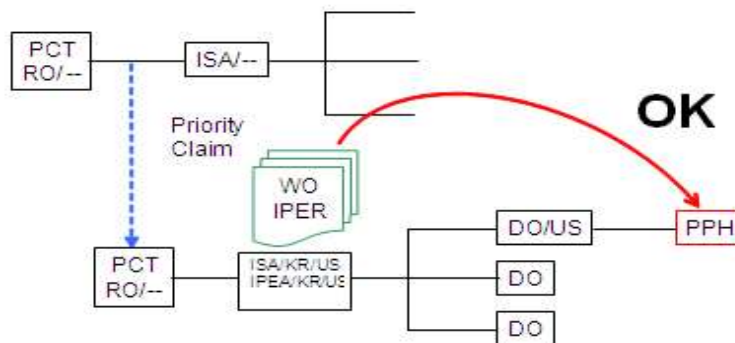 PCT
RO/--
ISA/--
OK
Priority
Claim
WO
IPER
DO/US
PPH
PCT
RO/--
ISA/KR/US
IPEA/KR/US
DO
DO